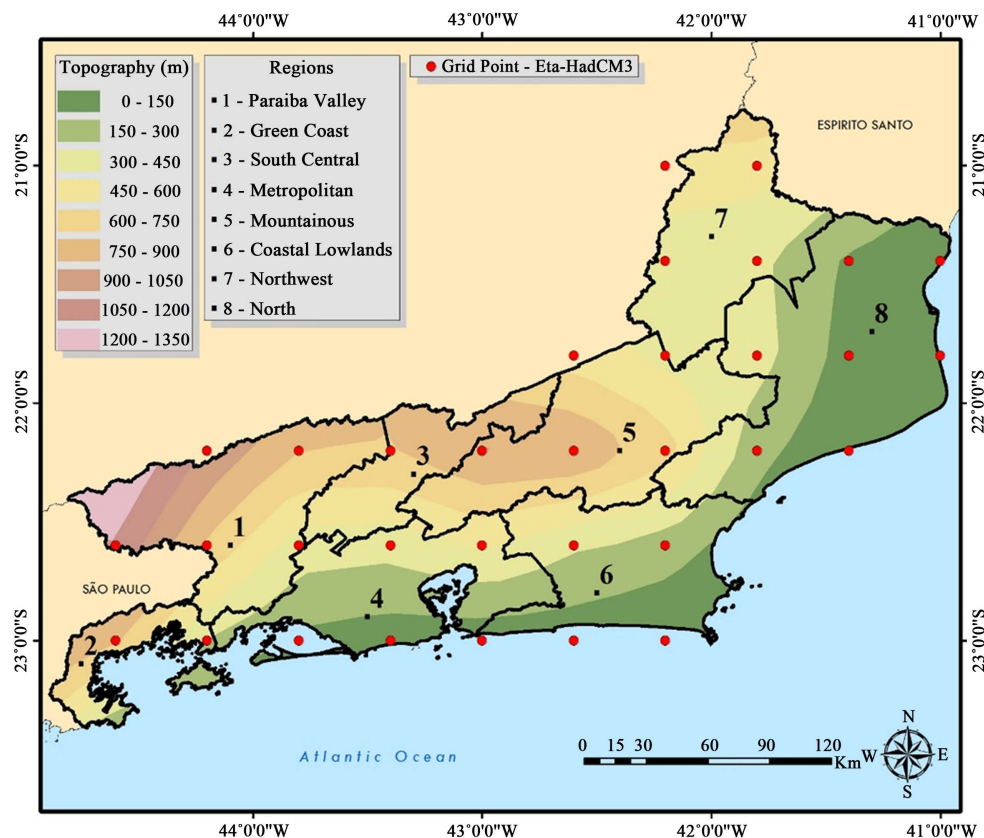 44°0'0"W 43°0'0"W 42°0'0"W 41°0'0"W
Topography (m)
0 - 150
150 - 300
300 - 450
450 - 600
600 - 750
750 - 900
900 - 1050
1050 - 1200
1200 - 1350
Regions
1 - Paraiba Valley
2 - Green Coast
3 - South Central
4 - Metropolitan
5 - Mountainous
6 - Coastal Lowlands
7 - Northwest
8 - North
Grid Point - Eta-HadCM3
ESPIRITO SANTO
21°0'0"S 21°0'0"S
7
8
22°0'0"S 22°0'0"S
5
3
1
6
SÃO PAULO
4
23°0'0"S 23°0'0"S
2
Atlantic Ocean
0 15 30 60 90 120
Km
N
W E
S
44°0'0"W 43°0'0"W 42°0'0"W 41°0'0"W